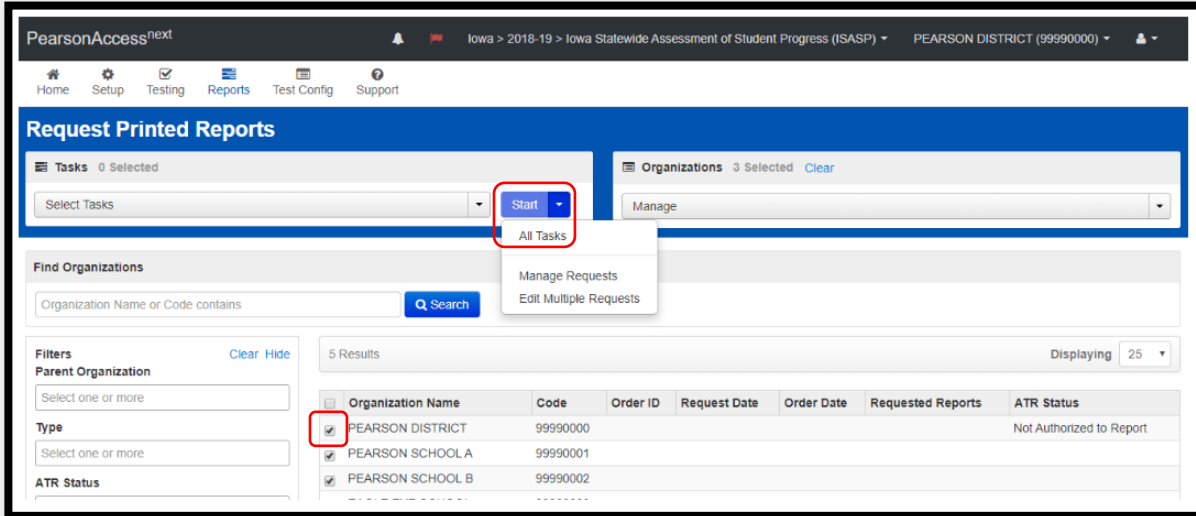 PearsonAccessnext
Iowa > 2018-19 > Iowa Statewide Assessment of Student Progress (ISASP)
PEARSON DISTRICT (99990000)
Home Setup Testing Reports Test Config Support
Request Printed Reports
Tasks 0 Selected
Select Tasks
Start
All Tasks
Manage Requests
Edit Multiple Requests
Organizations 3 Selected Clear
Manage
Find Organizations
Organization Name or Code contains
Search
Filters Clear Hide
Parent Organization
Select one or more
Type
Select one or more
ATR Status
5 Results Displaying 25
Organization Name Code Order ID Request Date Order Date Requested Reports ATR Status
PEARSON DISTRICT 99990000 Not Authorized to Report
PEARSON SCHOOL A 99990001
PEARSON SCHOOL B 99990002